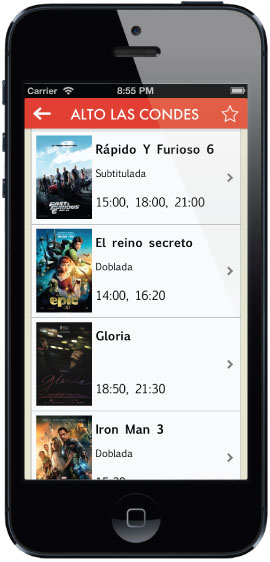 Carrier 8:55 PM
ALTO LAS CONDES
Rápido Y Furioso 6
Subtitulada
15:00, 18:00, 21:00
FAST & FURIOUS 6
El reino secreto
Doblada
14:00, 16:20
epic
Gloria
18:50, 21:30
Gloria
Iron Man 3
Doblada